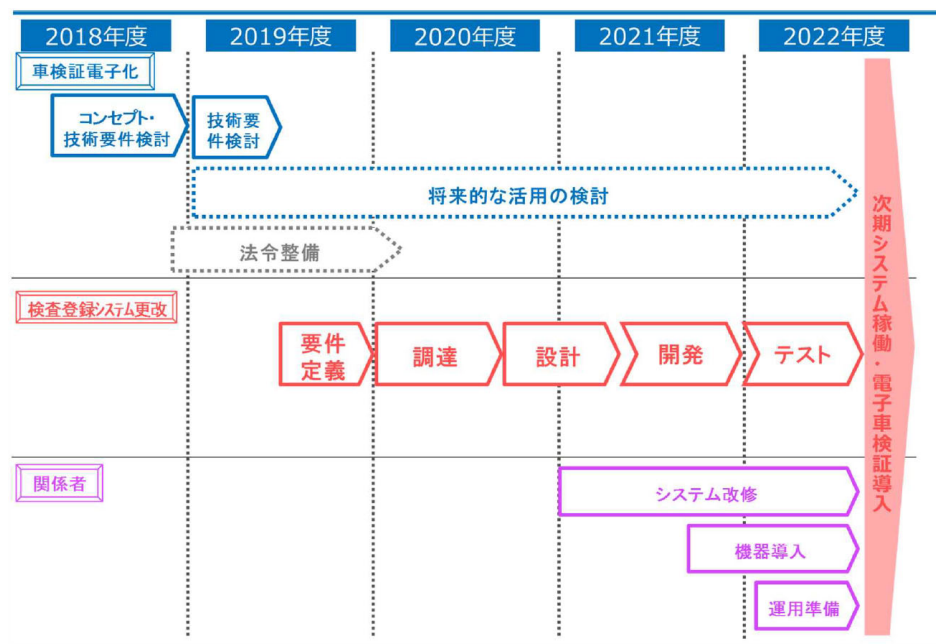 2018年度
2019年度
2020年度
2021年度
2022年度
車検証電子化
コンセプト・
技術要件検討
技術要
件検討
将来的な活用の検討
法令整備
検査登録システム更改
要件
定義
調達
設計
開発
テスト
関係者
システム改修
機器導入
運用準備
次期システム稼働・電子車検証導入